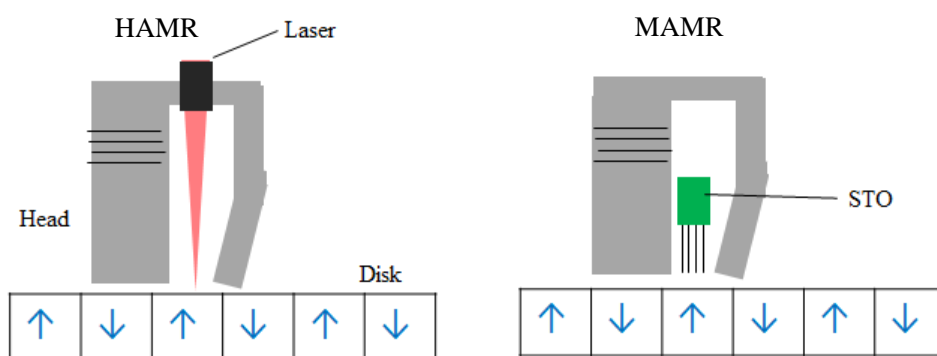 HAMR
Laser
Head
Disk
MAMR
STO